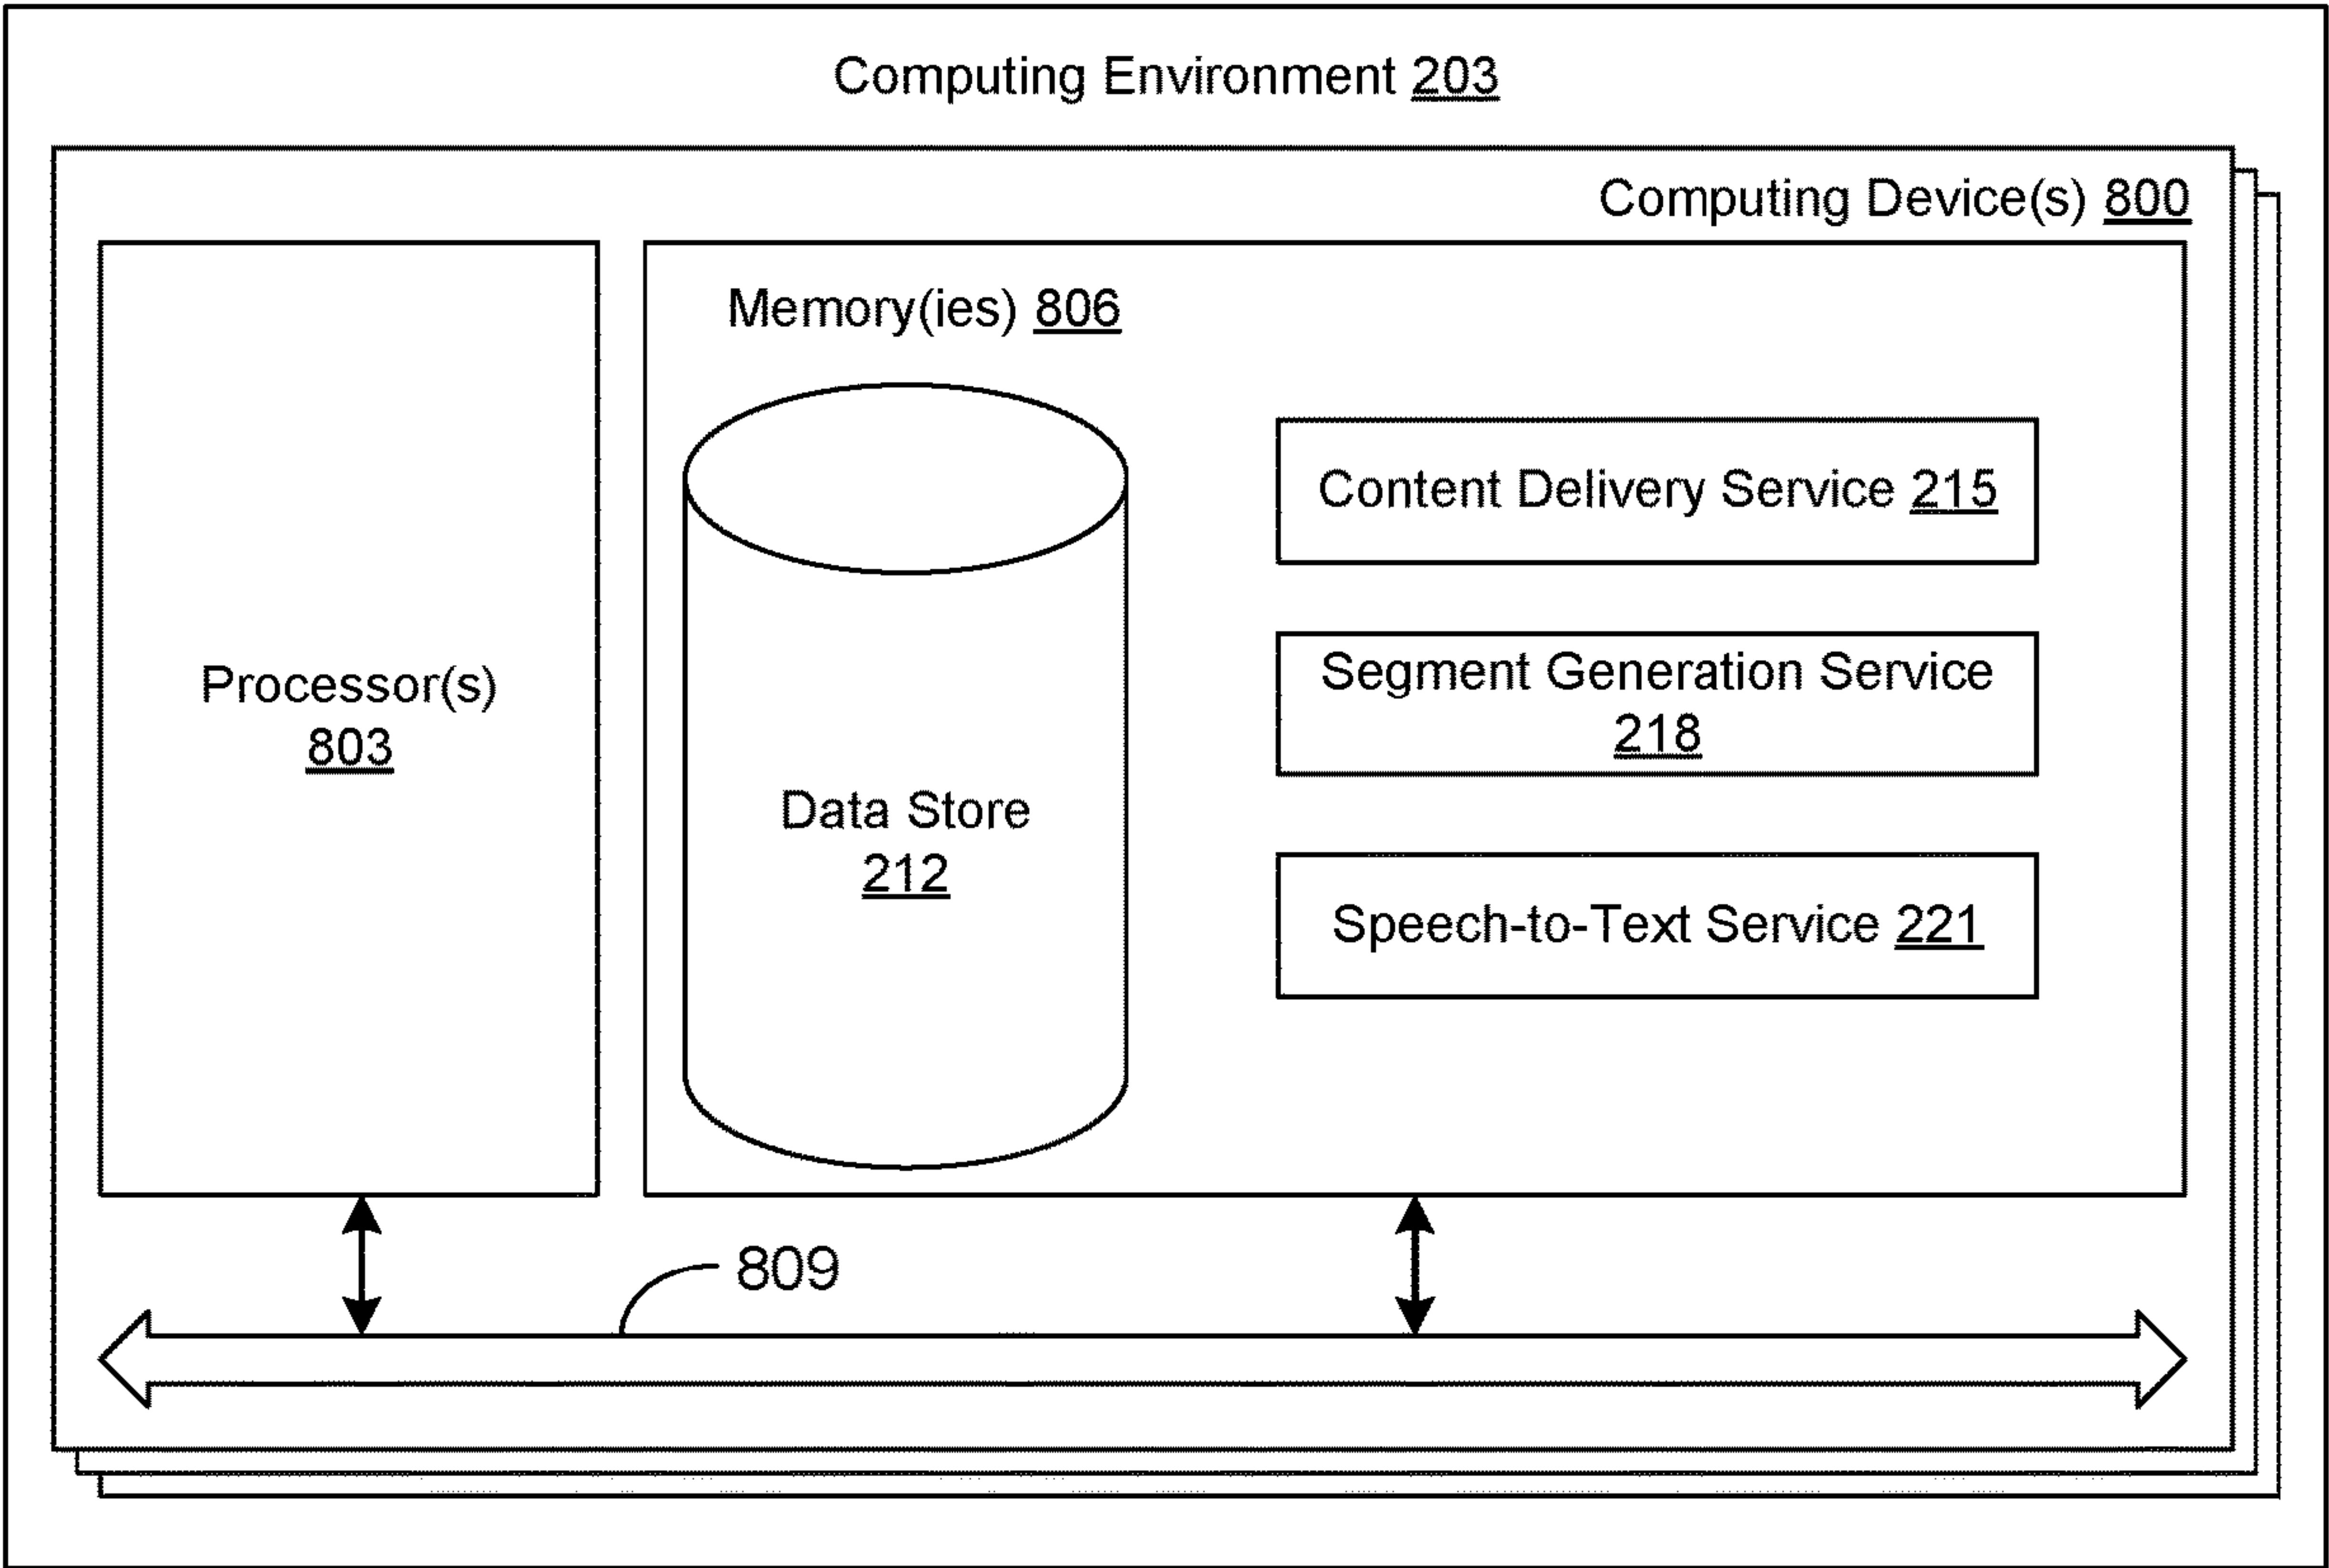 Computing Environment 203
Computing Device(s) 800
Memory(ies) 806
Processor(s)
803
Data Store
212
Content Delivery Service 215
Segment Generation Service
218
Speech-to-Text Service 221
809